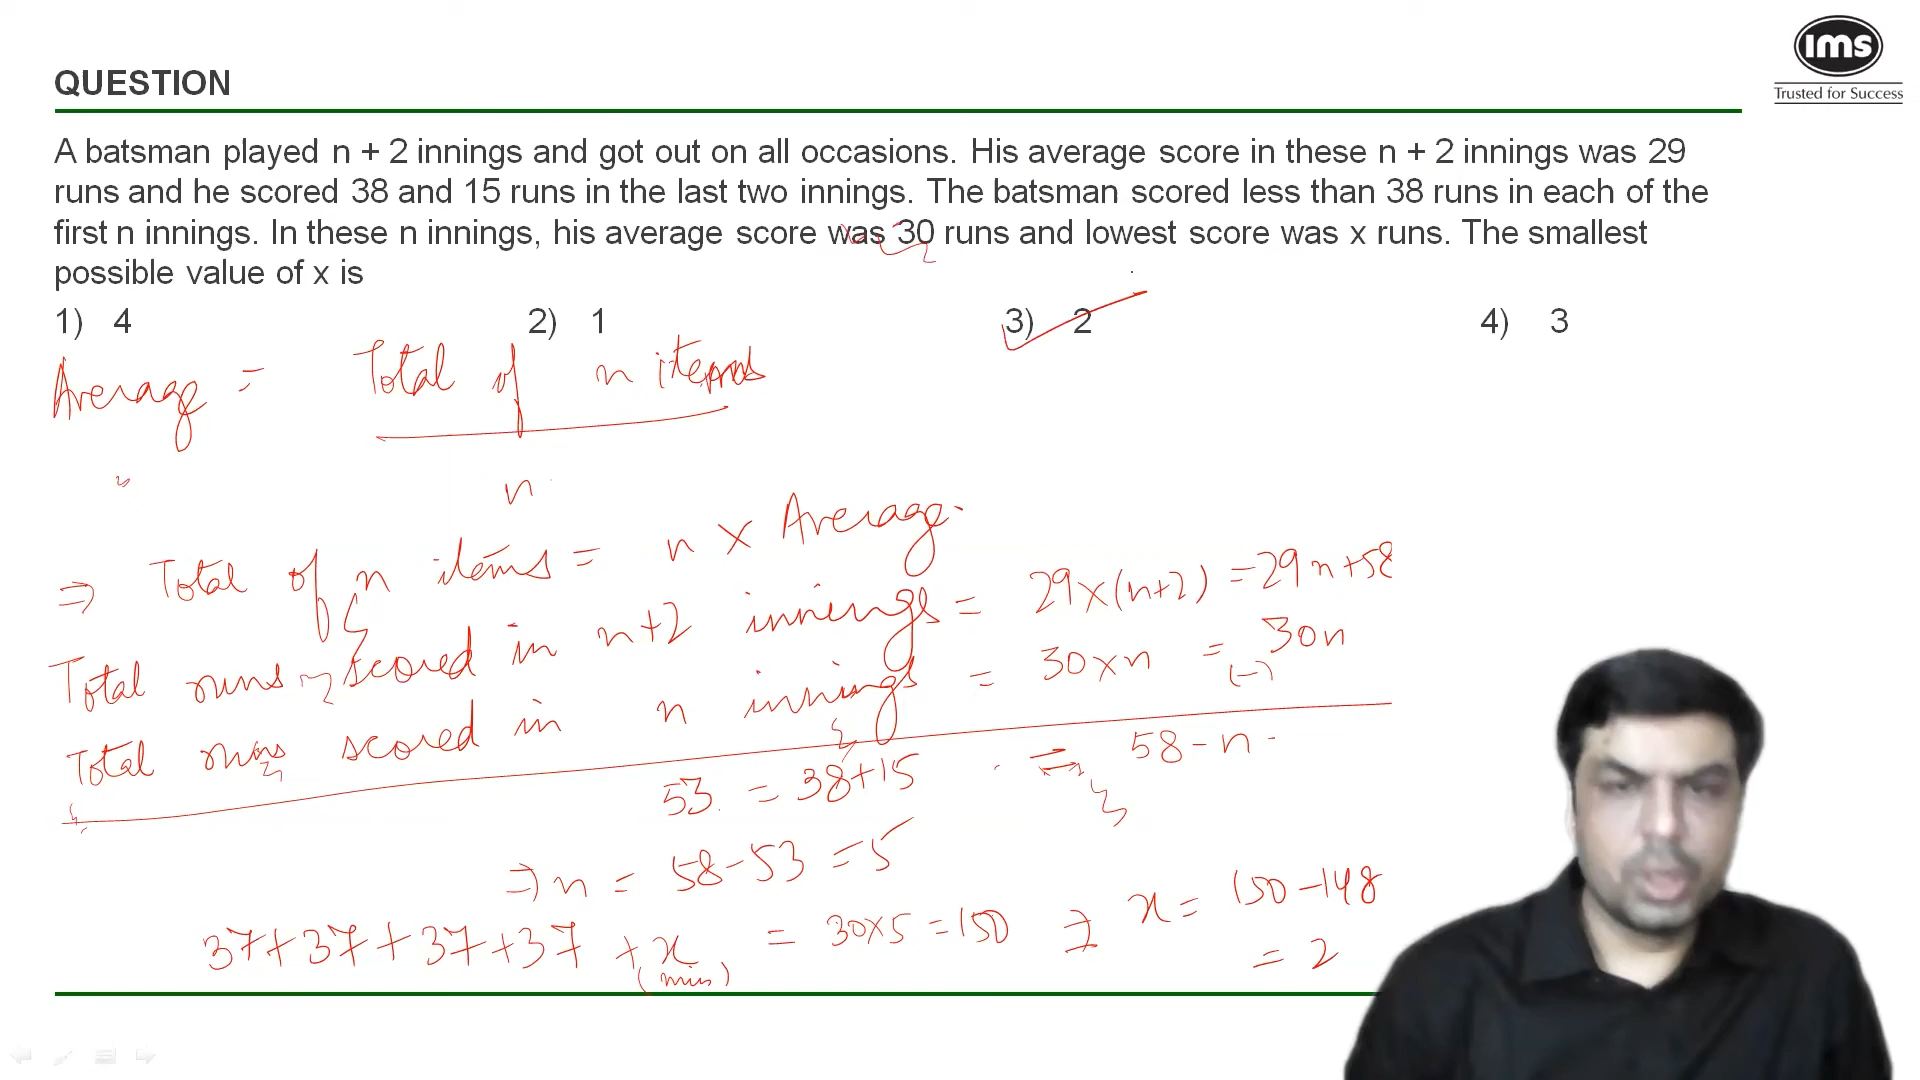 ims
Trusted for Success
QUESTION
A batsman played n + 2 innings and got out on all occasions. His average score in these n + 2 innings was 29
runs and he scored 38 and 15 runs in the last two innings. The batsman scored less than 38 runs in each of the
first n innings. In these n innings, his average score was 30 runs and lowest score was x runs. The smallest
possible value of x is
1) 4 2) 1 3) 2 4) 3
Average = Total of n items
n
⇒ Total of n items = n × Average.
Total runs scored in n+2 innings = 29×(n+2) = 29n+58
Total runs scored in n innings = 30×n = 30n
(-)
53 = 38+15 = 58-n
⇒ n = 58-53 = 5
37+37+37+37 + x = 30×5 = 150 ⇒ x = 150-148
(min) = 2